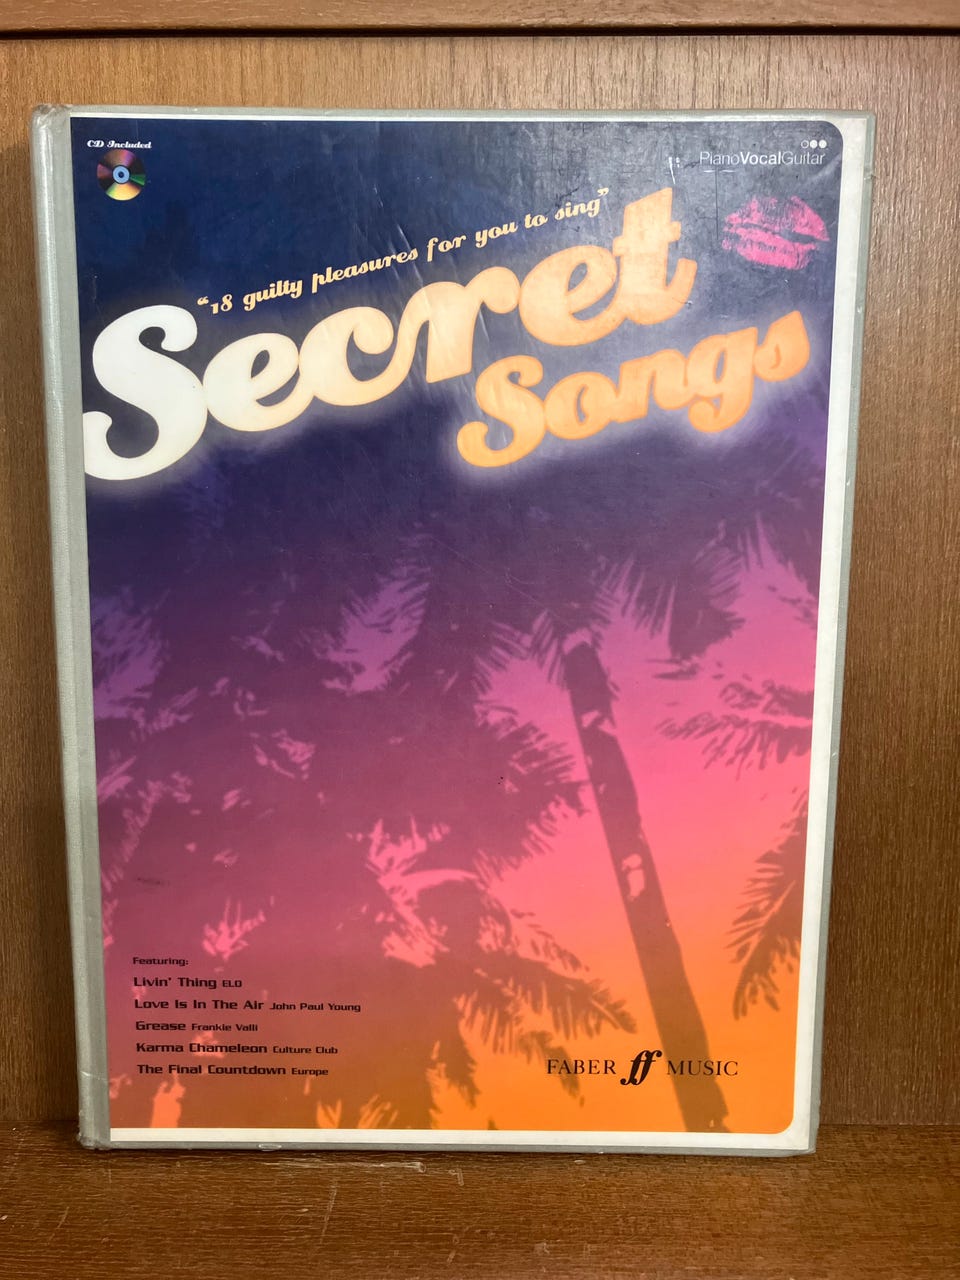 CD Included
PianoVocalGuitar
“18 guilty pleasures for you to sing”
Secret
Songs
Featuring:
Livin' Thing ELO
Love Is In The Air John Paul Young
Grease Frankie Valli
Karma Chameleon Culture Club
The Final Countdown Europe
FABER ff MUSIC